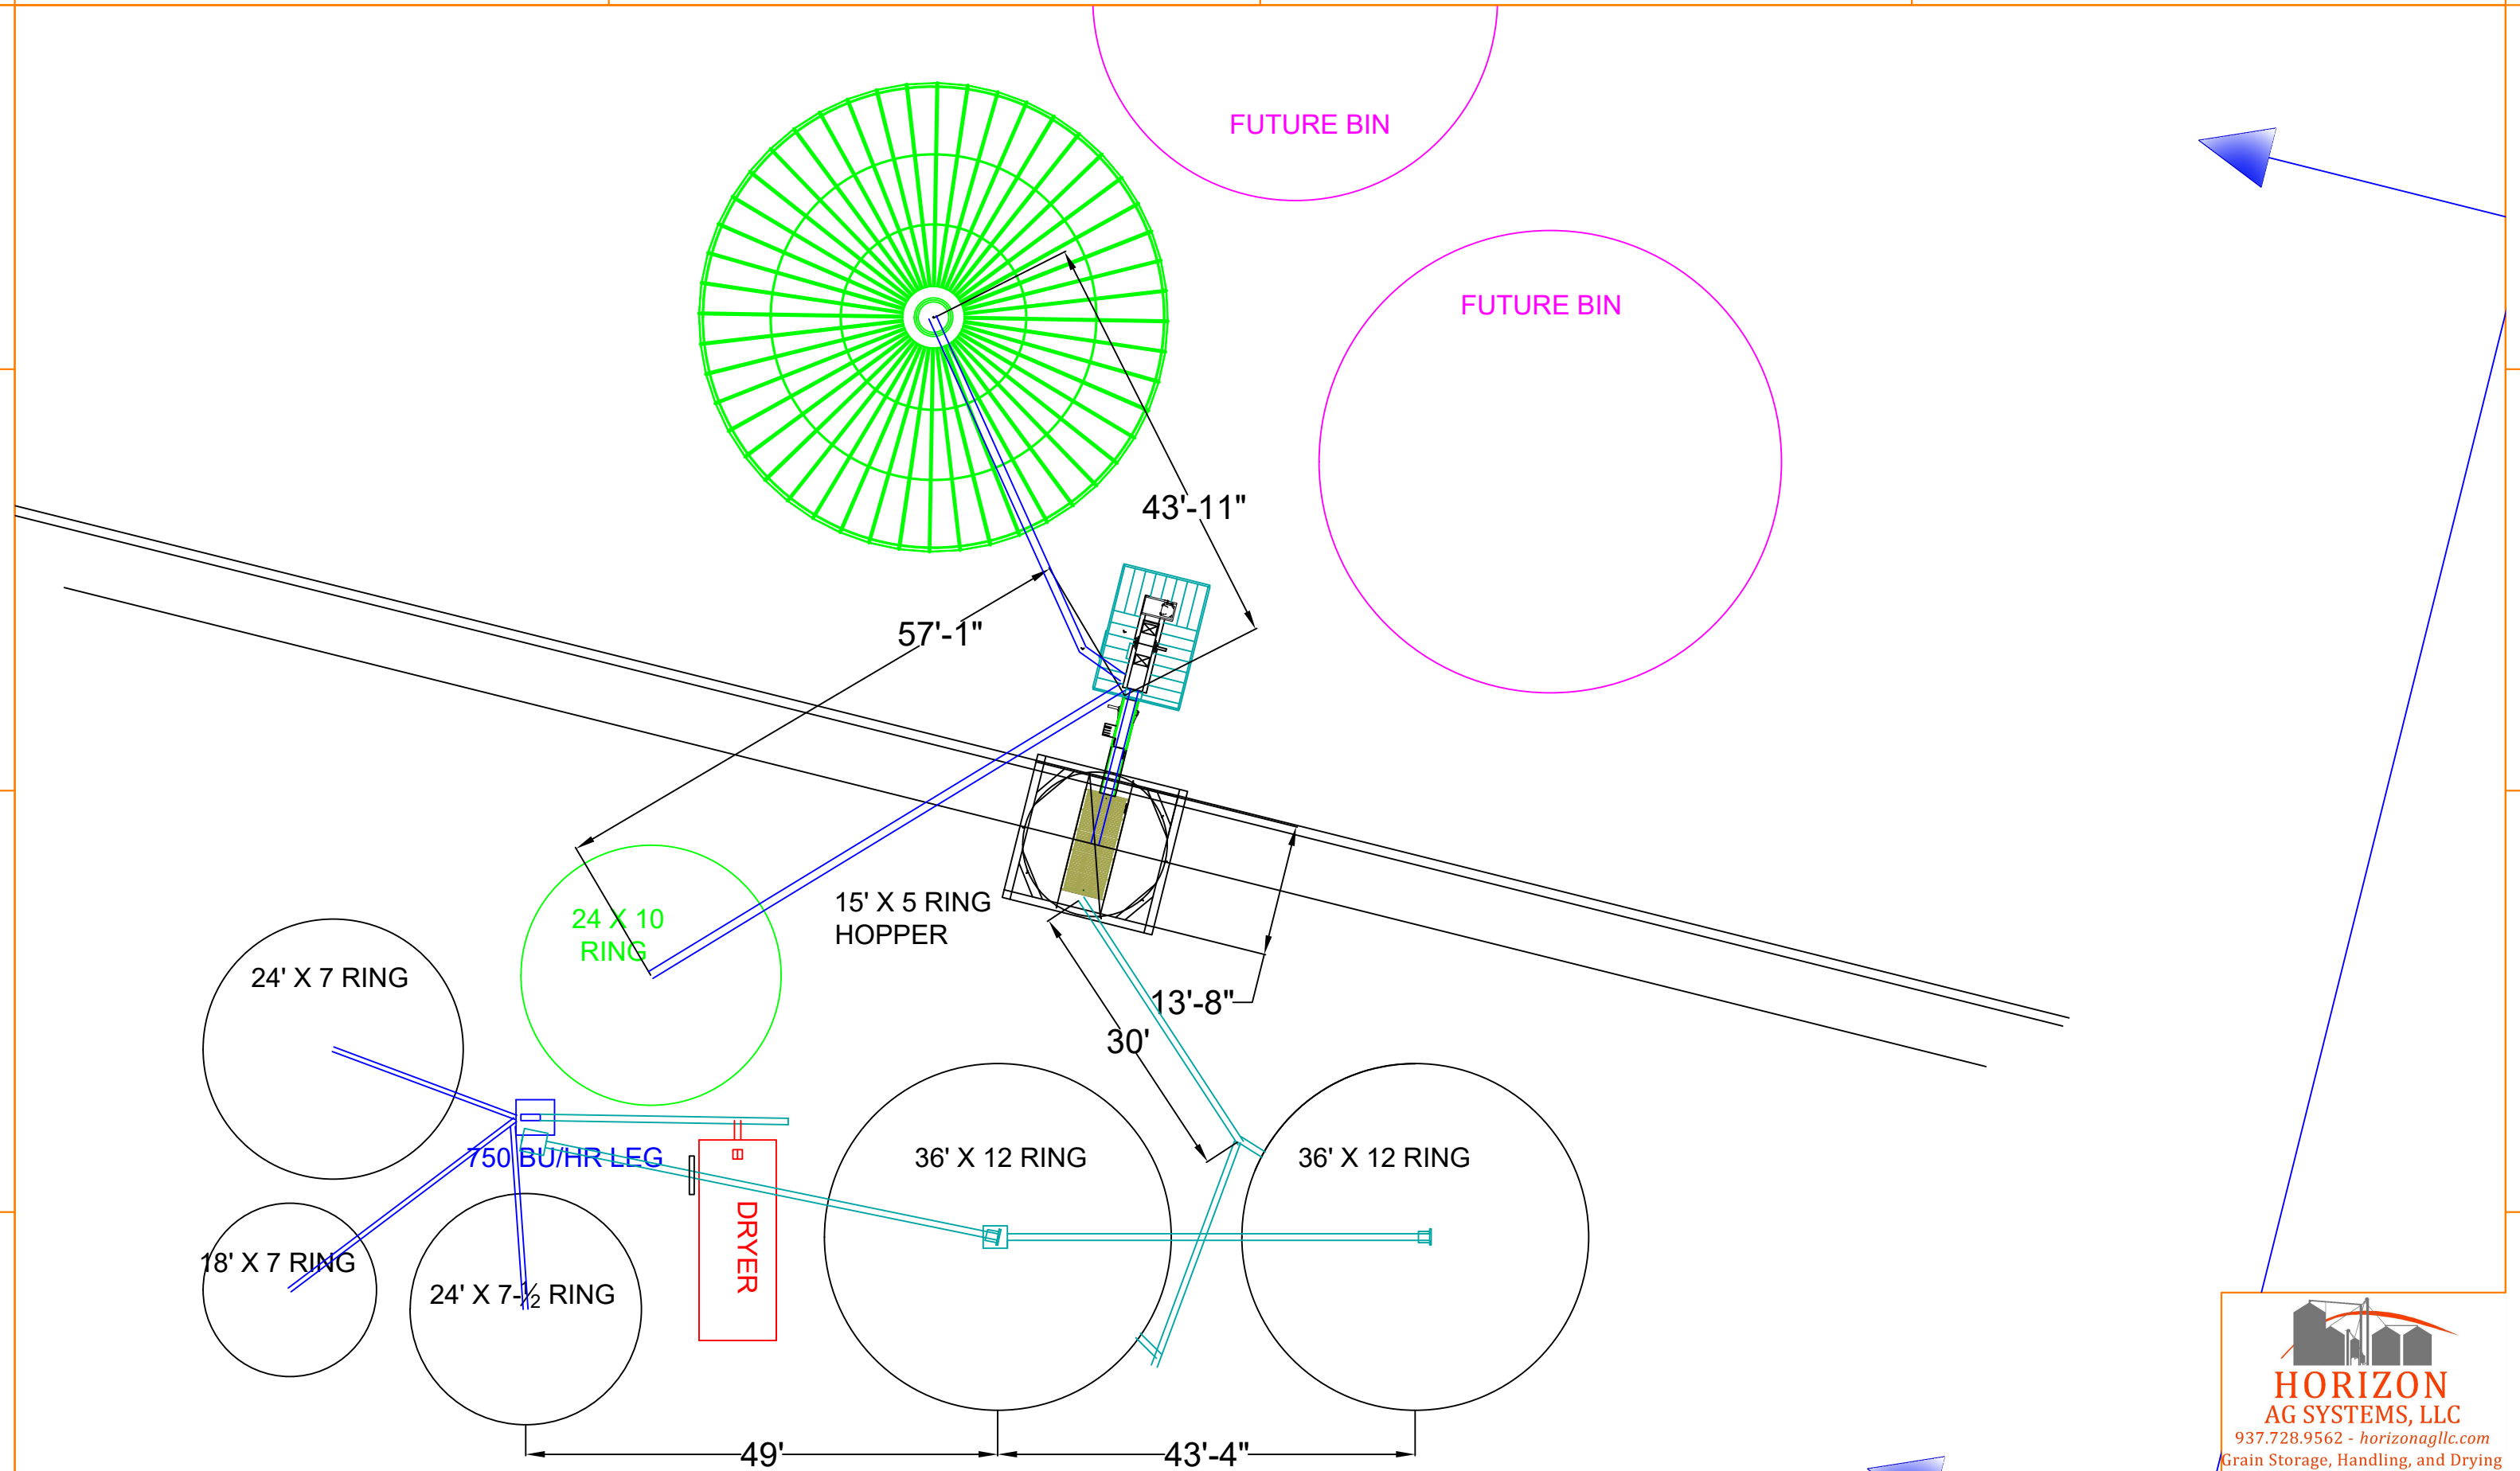 FUTURE BIN
FUTURE BIN
43'-11"
57'-1"
15' X 5 RING
HOPPER
24 X 10
RING
24' X 7 RING
13'-8"
30'
750 BU/HR LEG
36' X 12 RING
36' X 12 RING
DRYER
18' X 7 RING
24' X 7-½ RING
49'
43'-4"
HORIZON
AG SYSTEMS, LLC
937.728.9562 - horizonagllc.com
Grain Storage, Handling, and Drying